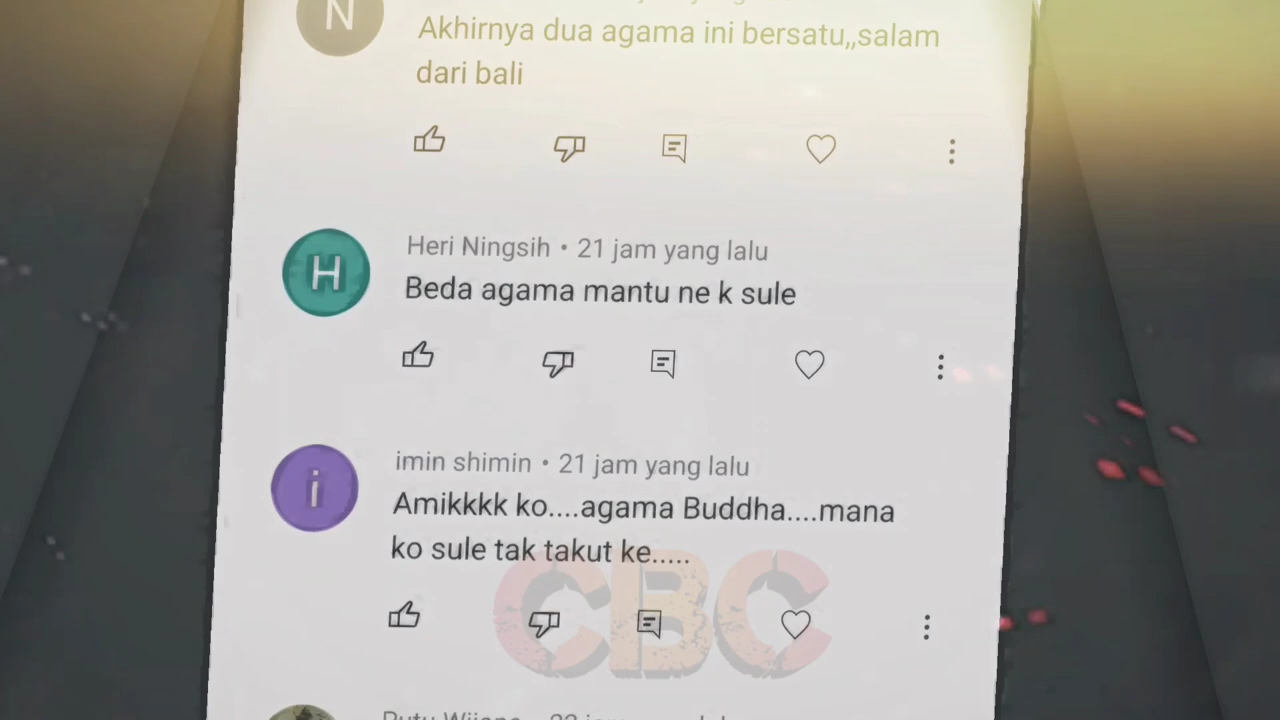 N
Akhirnya dua agama ini bersatu,,salam
dari bali
H
Heri Ningsih • 21 jam yang lalu
Beda agama mantu ne k sule
i
imin shimin • 21 jam yang lalu
Amikkkk ko....agama Buddha....mana
ko sule tak takut ke.....
CBC